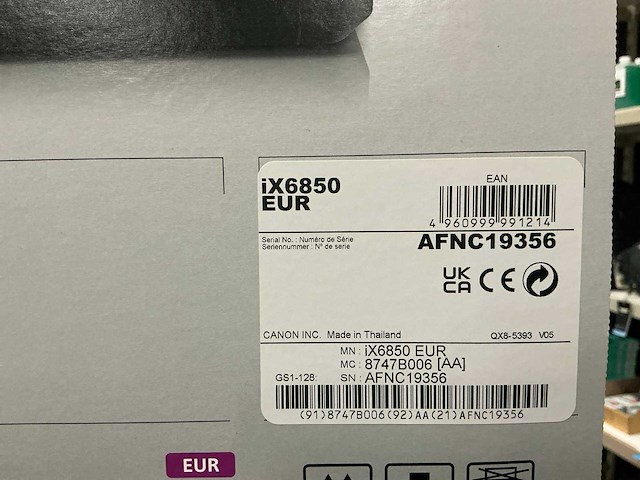 iX6850
EUR
EAN
4 960999 991214
Serial No. : Numéro de Série
Seriennummer : N° de serie
AFNC19356
UK
CA CE
CANON INC. Made in Thailand
QX8-5393 V05
MN : iX6850 EUR
MC : 8747B006 [AA]
GS1-128: SN : AFNC19356
(91)8747B006(92)AA(21)AFNC19356
EUR